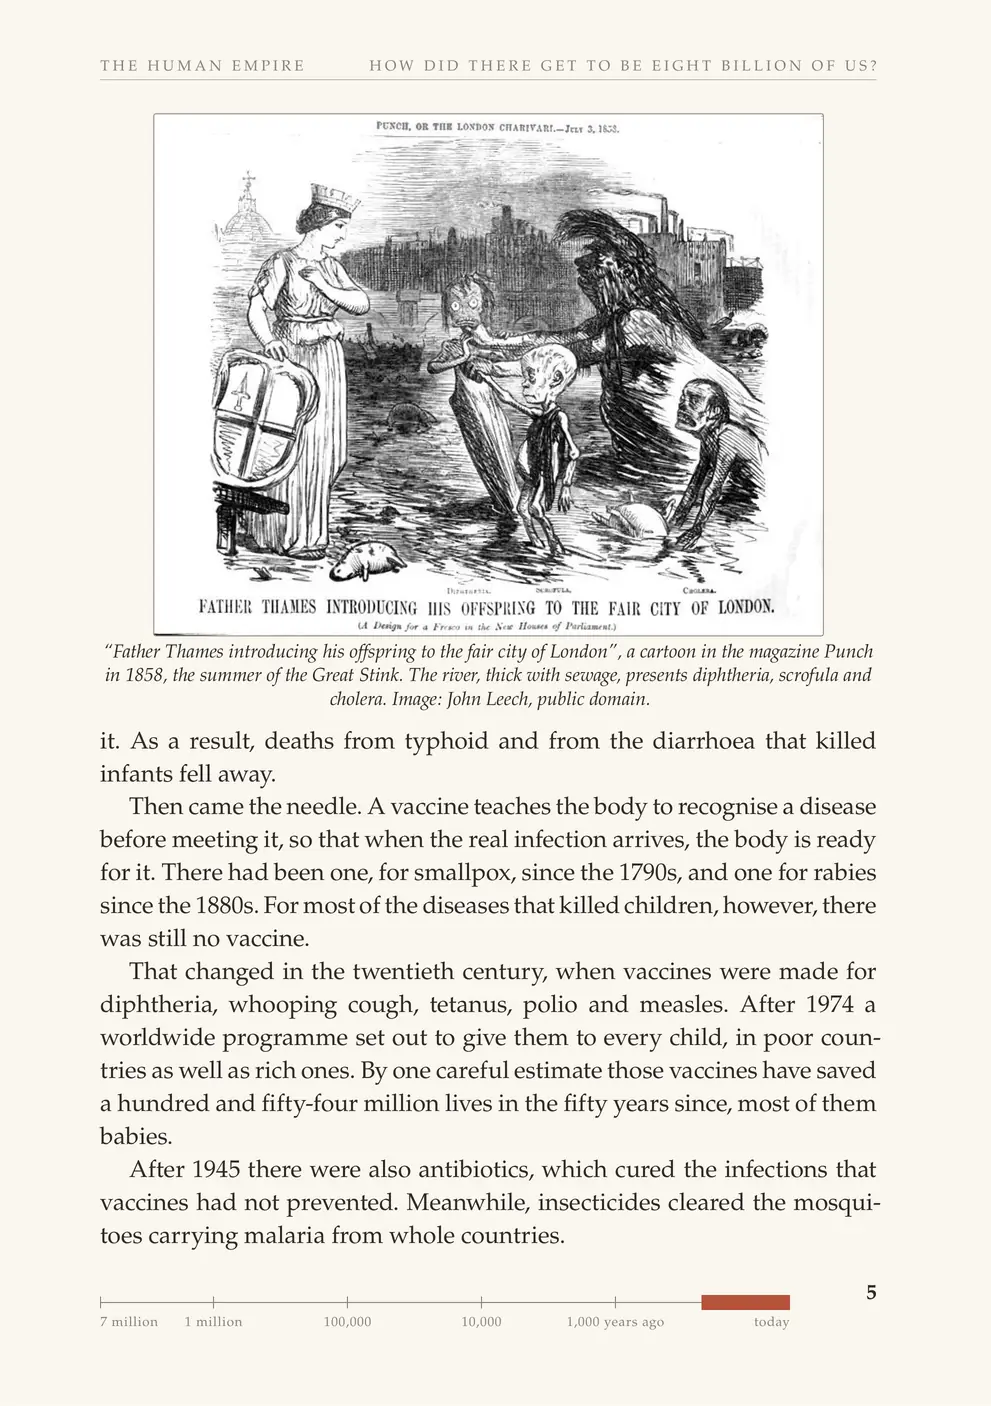 THE HUMAN EMPIRE
HOW DID THERE GET TO BE EIGHT BILLION OF US?
PUNCH, OR THE LONDON CHARIVARI.—JULY 3, 1858.
DIPHTHERIA.
SCROFULA.
CHOLERA.
FATHER THAMES INTRODUCING HIS OFFSPRING TO THE FAIR CITY OF LONDON.
(A Design for a Fresco in the New Houses of Parliament.)
“Father Thames introducing his offspring to the fair city of London”, a cartoon in the magazine Punch
in 1858, the summer of the Great Stink. The river, thick with sewage, presents diphtheria, scrofula and
cholera. Image: John Leech, public domain.
it. As a result, deaths from typhoid and from the diarrhoea that killed
infants fell away.
Then came the needle. A vaccine teaches the body to recognise a disease
before meeting it, so that when the real infection arrives, the body is ready
for it. There had been one, for smallpox, since the 1790s, and one for rabies
since the 1880s. For most of the diseases that killed children, however, there
was still no vaccine.
That changed in the twentieth century, when vaccines were made for
diphtheria, whooping cough, tetanus, polio and measles. After 1974 a
worldwide programme set out to give them to every child, in poor coun-
tries as well as rich ones. By one careful estimate those vaccines have saved
a hundred and fifty-four million lives in the fifty years since, most of them
babies.
After 1945 there were also antibiotics, which cured the infections that
vaccines had not prevented. Meanwhile, insecticides cleared the mosqui-
toes carrying malaria from whole countries.
5
7 million
1 million
100,000
10,000
1,000 years ago
today